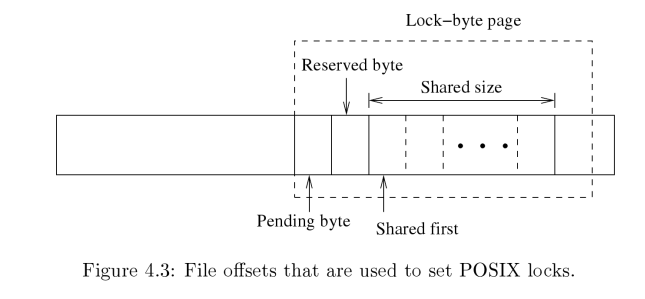 Lock−byte page
Reserved byte
Shared size
Pending byte
Shared first
Figure 4.3: File offsets that are used to set POSIX locks.